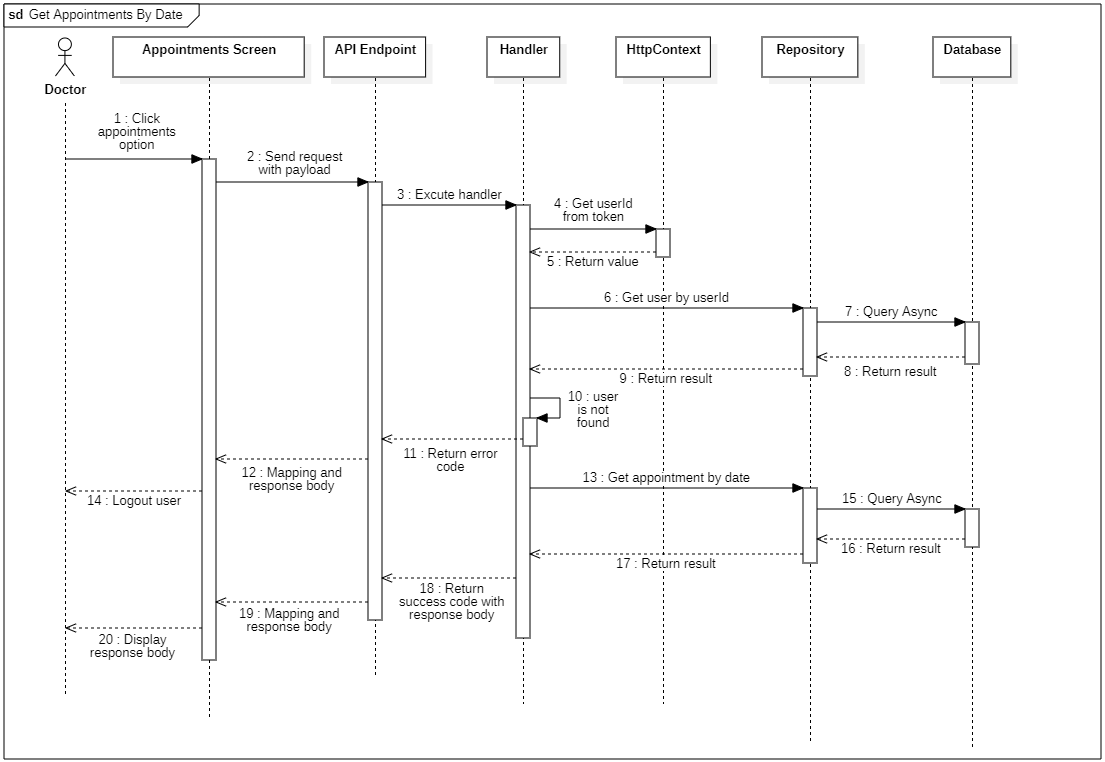 sd Get Appointments By Date
Appointments Screen
API Endpoint
Handler
HttpContext
Repository
Database
Doctor
1 : Click
appointments
option
2 : Send request
with payload
3 : Excute handler
4 : Get userId
from token
5 : Return value
6 : Get user by userId
7 : Query Async
8 : Return result
9 : Return result
10 : user
is not
found
11 : Return error
code
12 : Mapping and
response body
13 : Get appointment by date
14 : Logout user
15 : Query Async
16 : Return result
17 : Return result
18 : Return
success code with
response body
19 : Mapping and
response body
20 : Display
response body